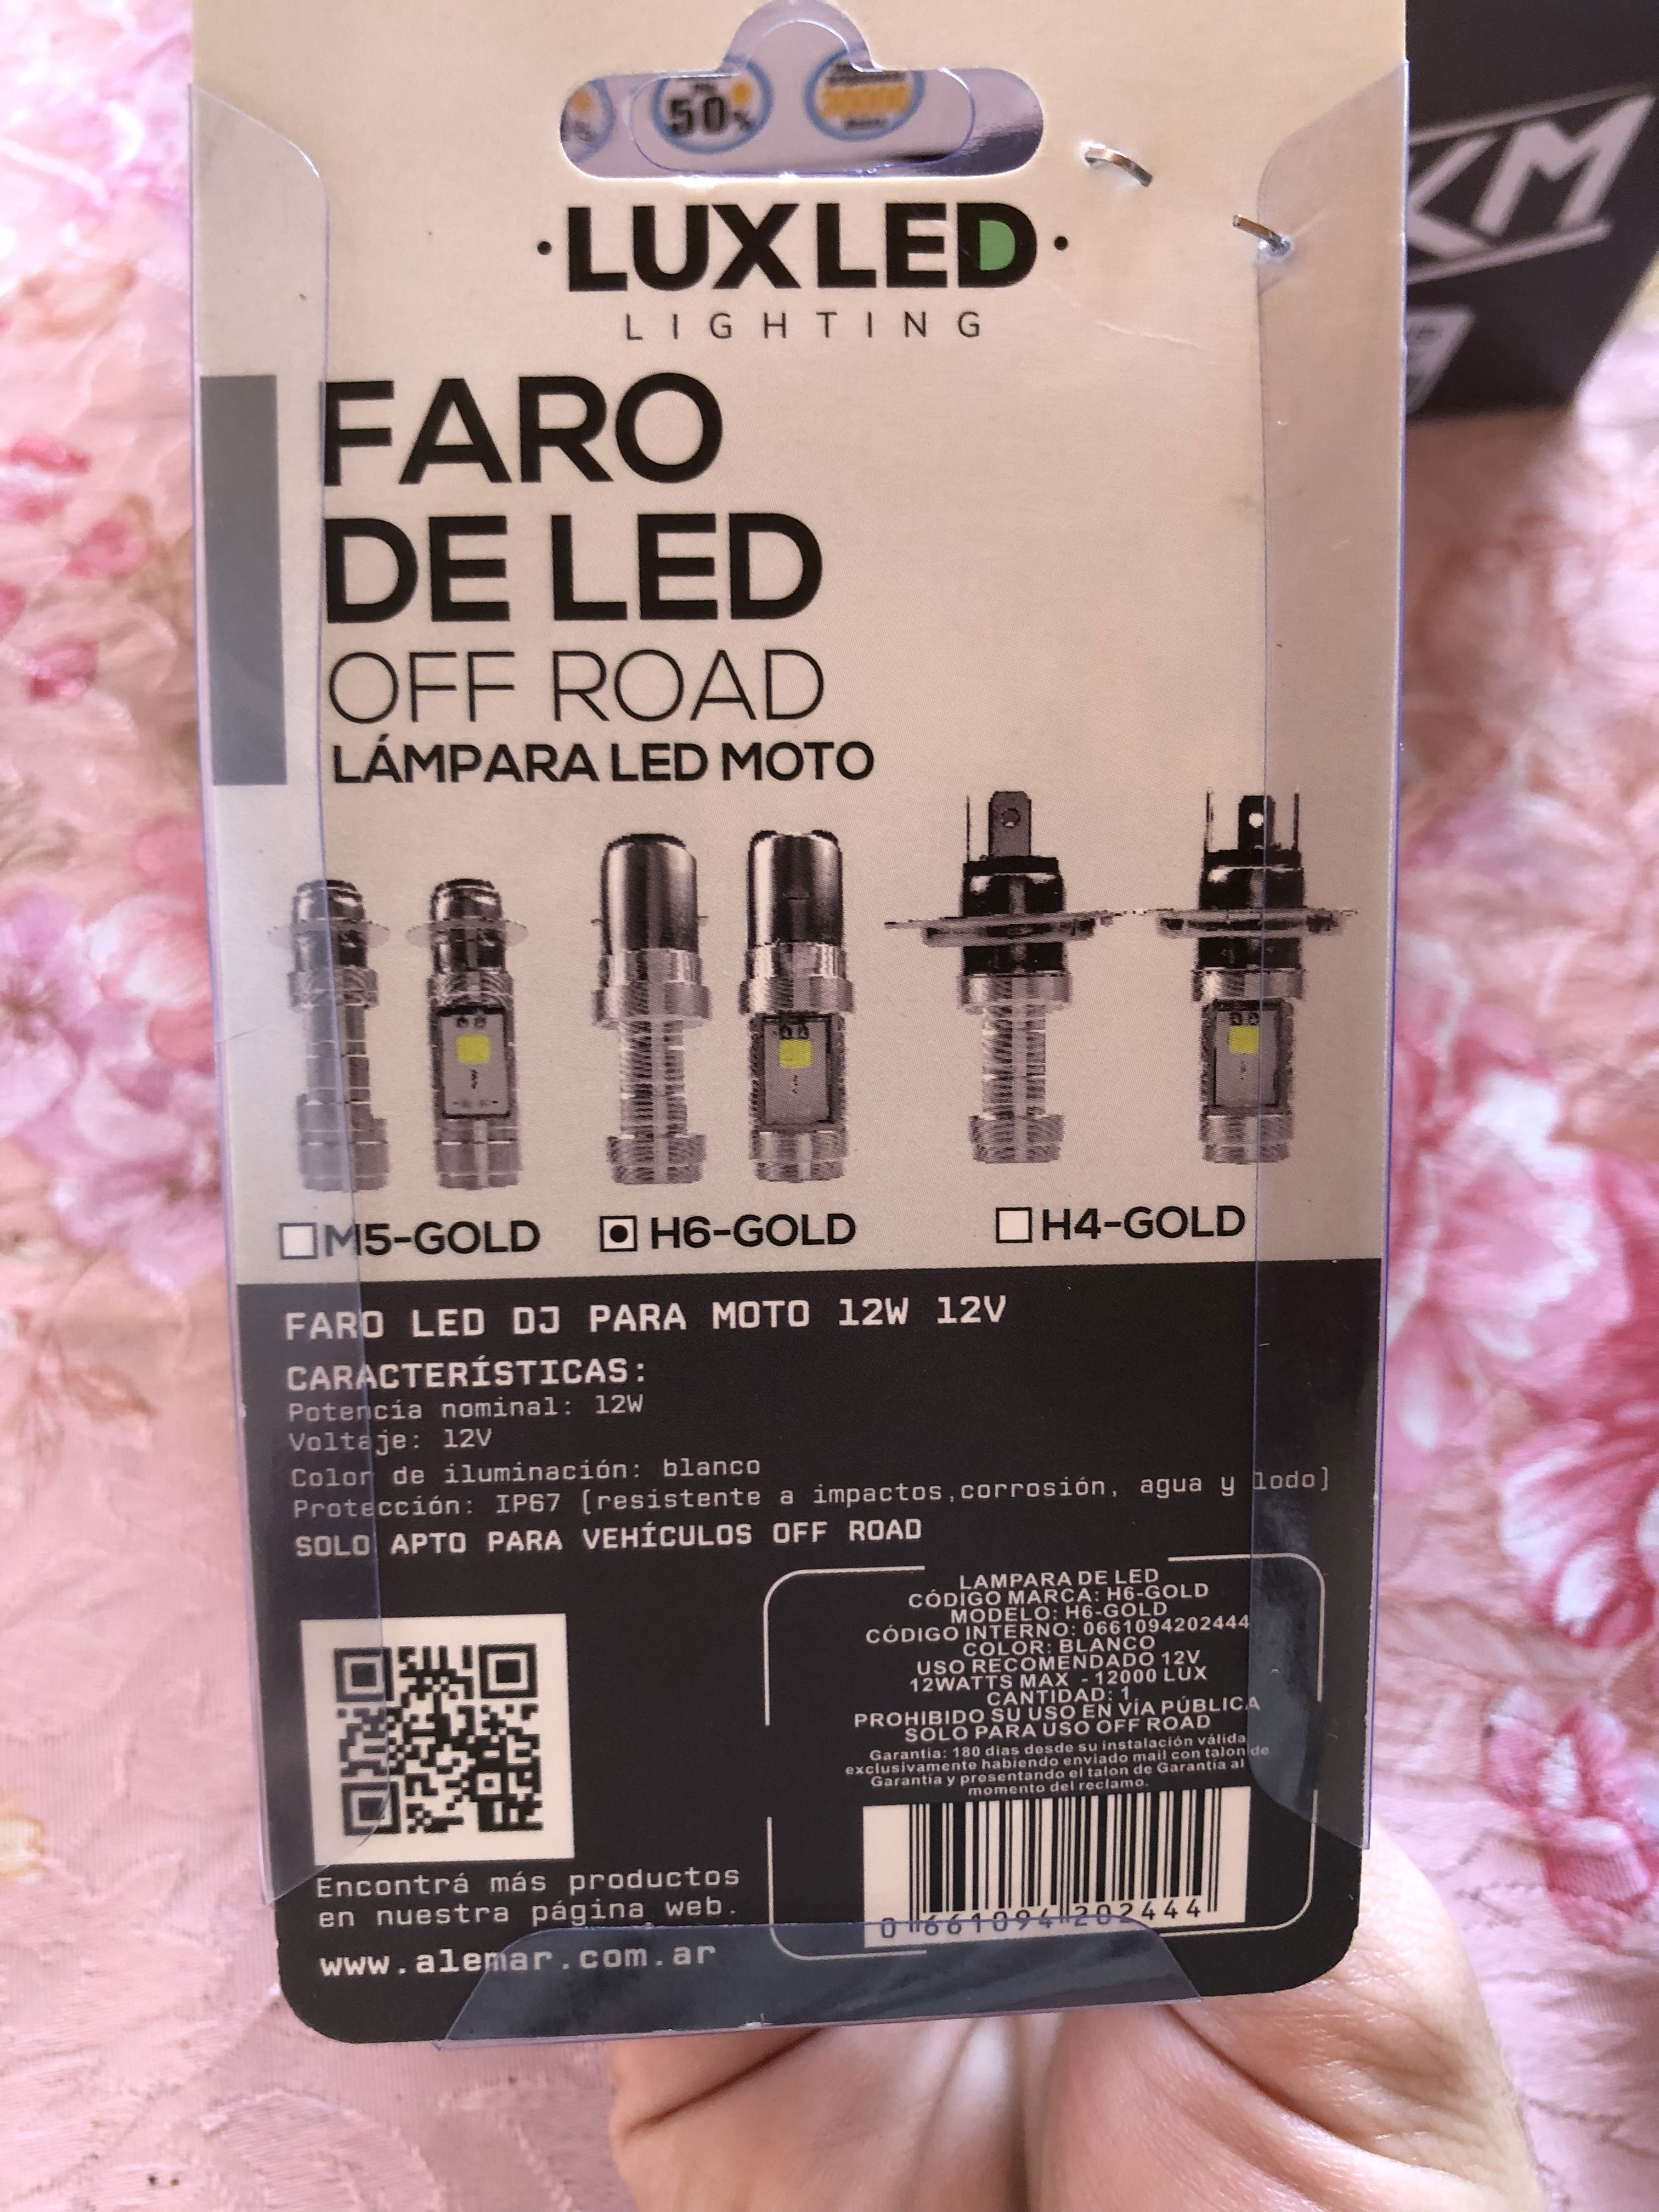 50%
LUXLED
LIGHTING
KM
FARO
DE LED
OFF ROAD
LÁMPARA LED MOTO
M5-GOLD
H6-GOLD
H4-GOLD
FARO LED DJ PARA MOTO 12W 12V
CARACTERÍSTICAS:
Potencia nominal: 12W
Voltaje: 12V
Color de iluminación: blanco
Protección: IP67 [resistente a impactos,corrosión, agua y lodo]
SOLO APTO PARA VEHÍCULOS OFF ROAD
LAMPARA DE LED
CÓDIGO MARCA: H6-GOLD
MODELO: H6-GOLD
CÓDIGO INTERNO: 0661094202444
COLOR: BLANCO
USO RECOMENDADO 12V
12WATTS MAX - 12000 LUX
CANTIDAD: 1
PROHIBIDO SU USO EN VÍA PÚBLICA
SOLO PARA USO OFF ROAD
Garantia: 180 dias desde su instalación válida
exclusivamente habiendo enviado mail con talon de
Garantia y presentando el talon de Garantia al
momento del reclamo.
0 661094 202444
Encontrá más productos
en nuestra página web.
www.alemar.com.ar